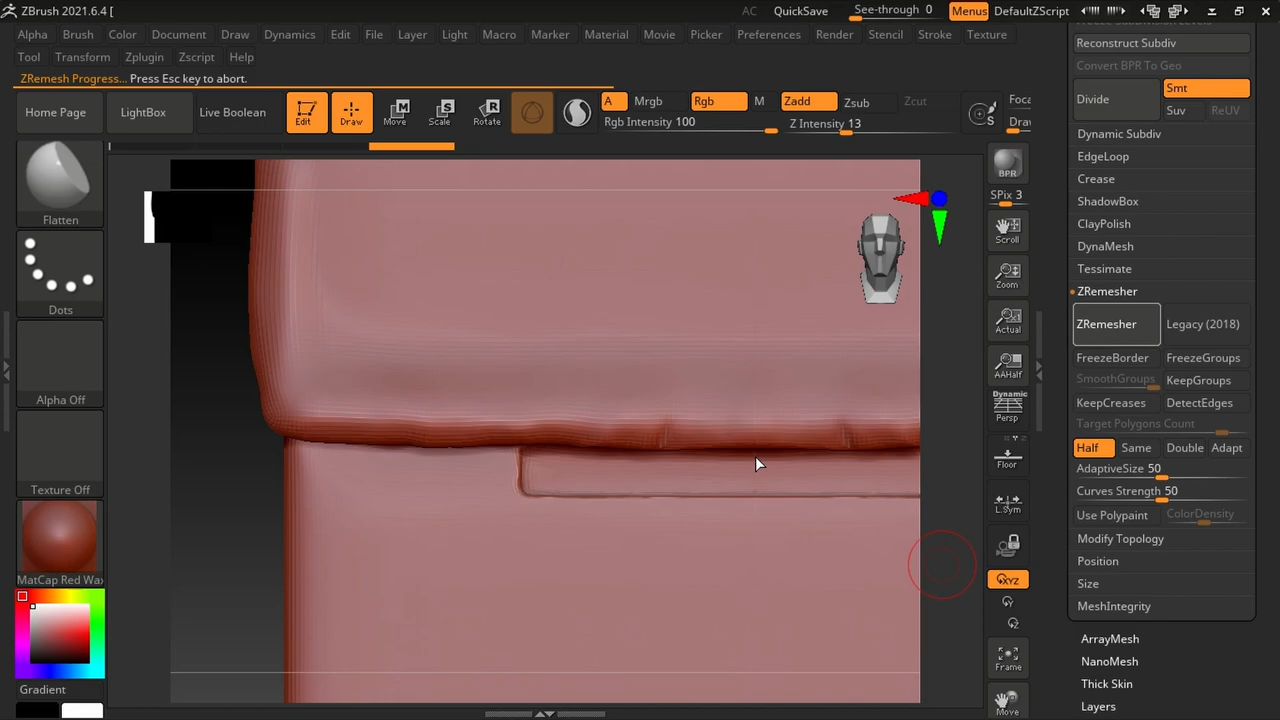 ZBrush 2021.6.4 [
AC QuickSave See-through 0 Menus DefaultZScript
Alpha Brush Color Document Draw Dynamics Edit File Layer Light Macro Marker Material Movie Picker Preferences Render Stencil Stroke Texture
Tool Transform Zplugin Zscript Help
ZRemesh Progress... Press Esc key to abort.
Home Page LightBox Live Boolean Edit Draw Move Scale Rotate
A Mrgb Rgb M Zadd Zsub Zcut
Rgb Intensity 100 Z Intensity 13
Foca
Draw
Flatten
Dots
Alpha Off
Texture Off
MatCap Red Wax
Gradient
BPR
SPix 3
Scroll
Zoom
Actual
AAHalf
Dynamic
Persp
Floor
L.Sym
XYZ
Frame
Move
Freeze Subdivision Levels
Reconstruct Subdiv
Convert BPR To Geo
Divide Smt
Suv ReUV
Dynamic Subdiv
EdgeLoop
Crease
ShadowBox
ClayPolish
DynaMesh
Tessimate
ZRemesher
ZRemesher Legacy (2018)
FreezeBorder FreezeGroups
SmoothGroups KeepGroups
KeepCreases DetectEdges
Target Polygons Count
Half Same Double Adapt
AdaptiveSize 50
Curves Strength 50
Use Polypaint ColorDensity
Modify Topology
Position
Size
MeshIntegrity
ArrayMesh
NanoMesh
Thick Skin
Layers